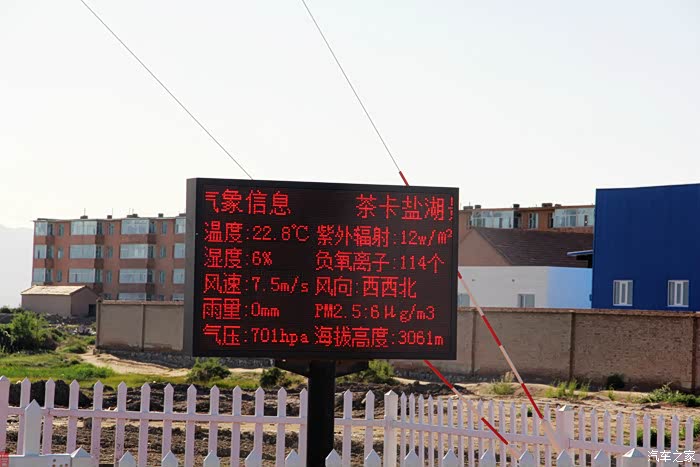 气象信息 茶卡盐湖
温度:22.8℃ 紫外辐射:12w/m²
湿度:6% 负氧离子:114个
风速:7.5m/s 风向:西西北
雨量:0mm PM2.5:6μg/m3
气压:701hpa 海拔高度:3061m
汽车之家